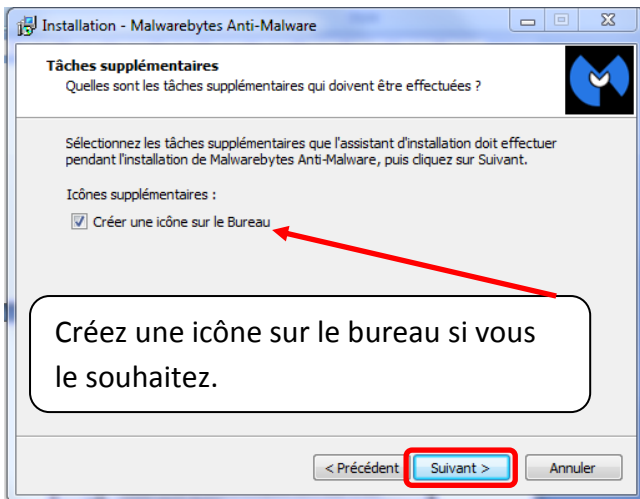 Installation - Malwarebytes Anti-Malware
Tâches supplémentaires
Quelles sont les tâches supplémentaires qui doivent être effectuées ?
Sélectionnez les tâches supplémentaires que l'assistant d'installation doit effectuer
pendant l'installation de Malwarebytes Anti-Malware, puis cliquez sur Suivant.
Icônes supplémentaires :
Créer une icône sur le Bureau
Créez une icône sur le bureau si vous
le souhaitez.
< Précédent Suivant > Annuler